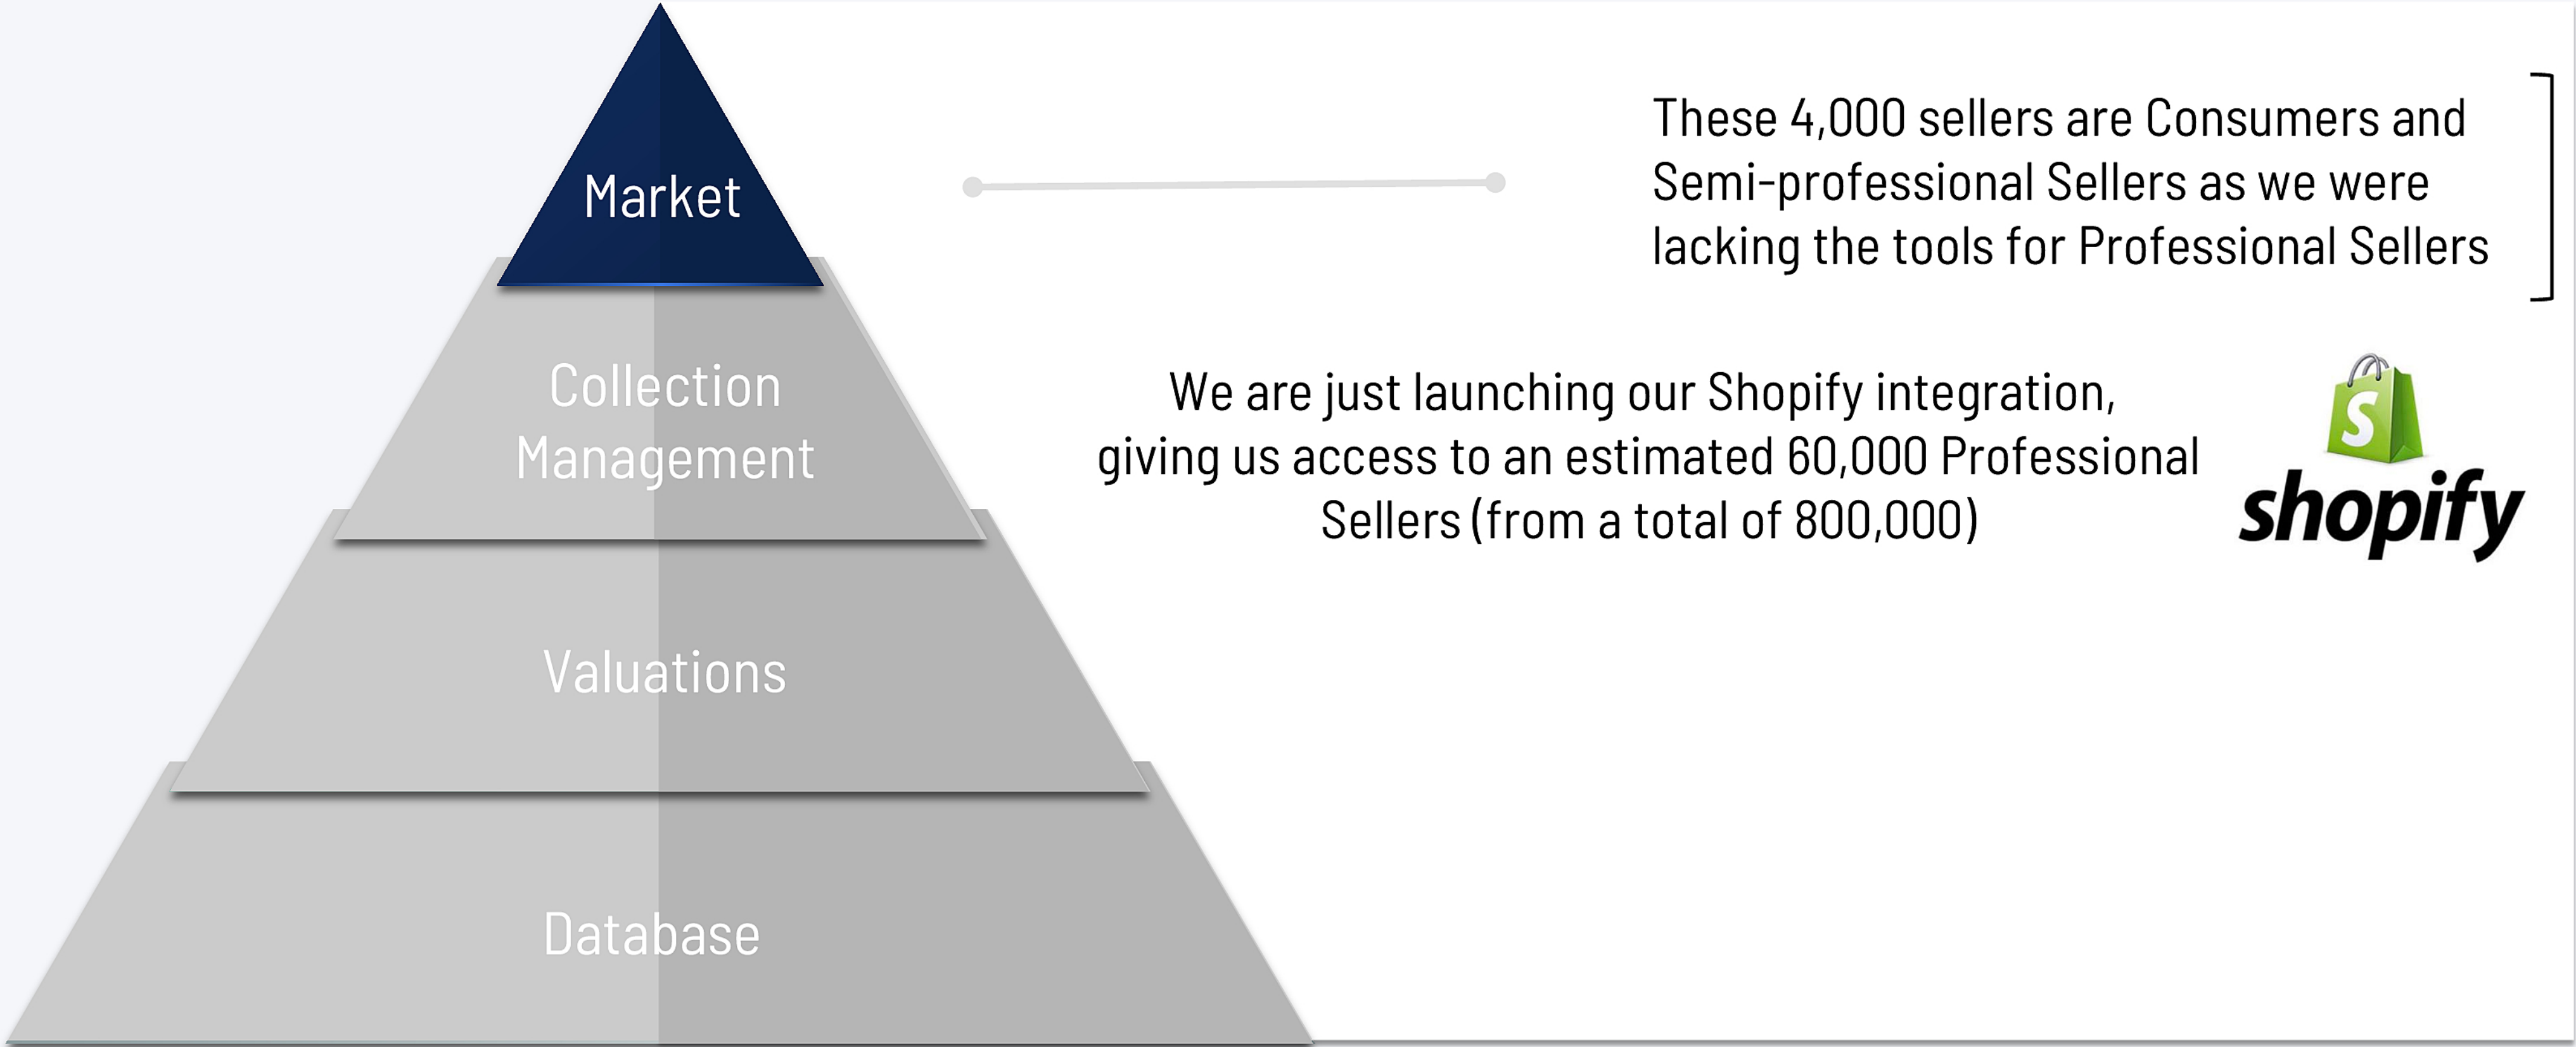 Market
Collection
Management
Valuations
Database
These 4,000 sellers are Consumers and
Semi-professional Sellers as we were
lacking the tools for Professional Sellers
We are just launching our Shopify integration,
giving us access to an estimated 60,000 Professional
Sellers (from a total of 800,000)
S
shopify